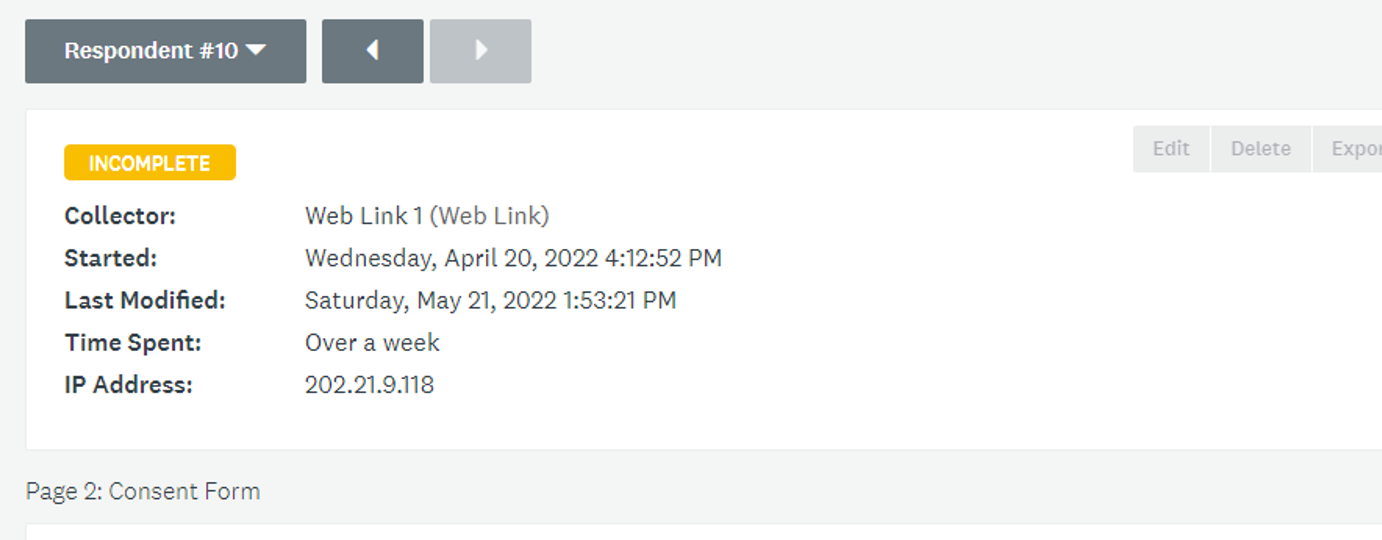 Respondent #10
INCOMPLETE
Edit Delete Expor
Collector: Web Link 1 (Web Link)
Started: Wednesday, April 20, 2022 4:12:52 PM
Last Modified: Saturday, May 21, 2022 1:53:21 PM
Time Spent: Over a week
IP Address: 202.21.9.118
Page 2: Consent Form